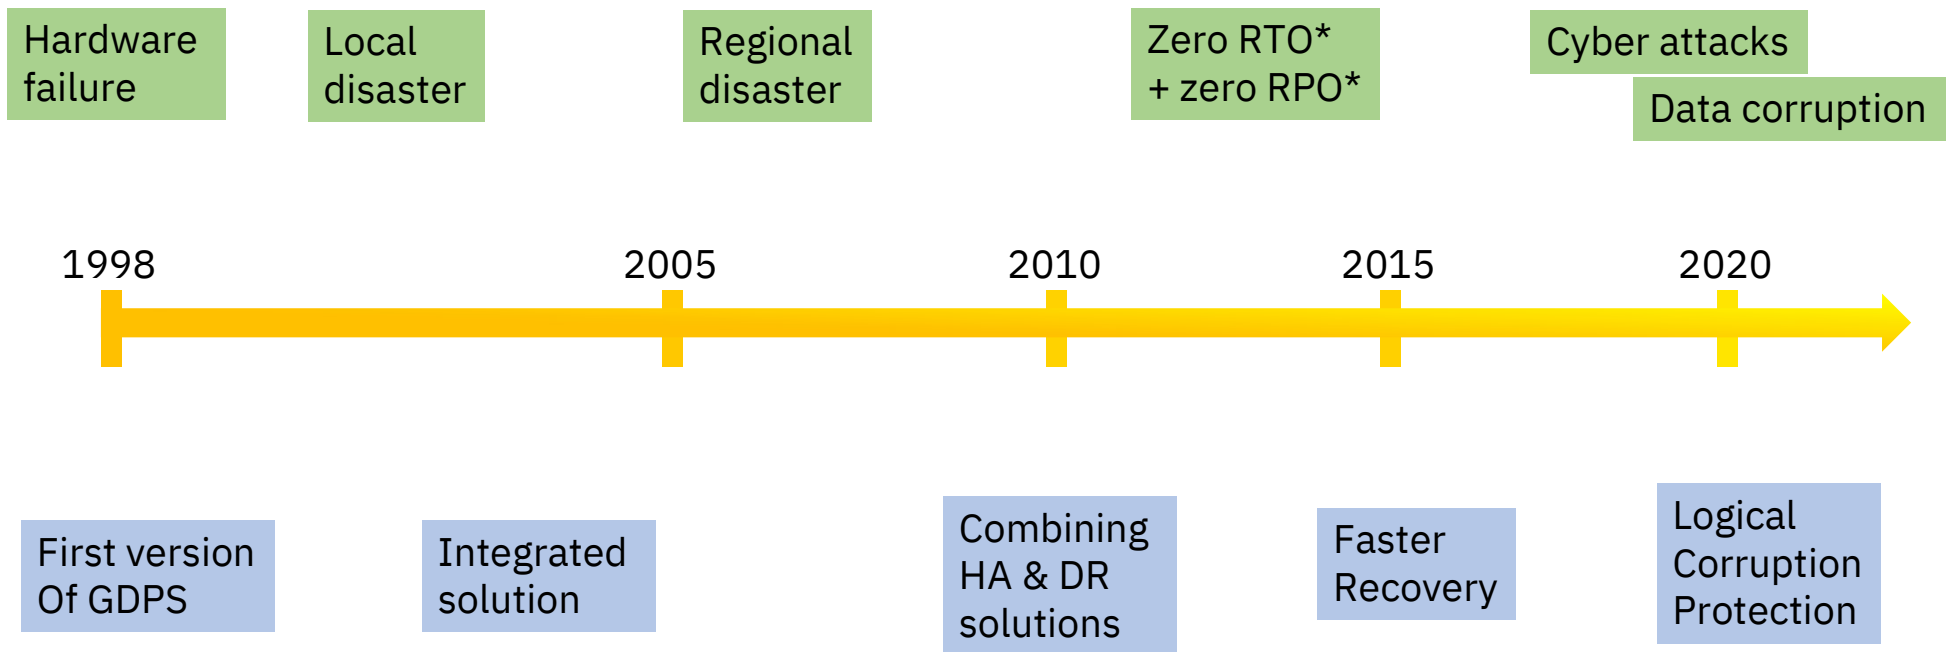 Hardware
failure
Local
disaster
Regional
disaster
Zero RTO*
+ zero RPO*
Cyber attacks
Data corruption
1998
2005
2010
2015
2020
First version
Of GDPS
Integrated
solution
Combining
HA & DR
solutions
Faster
Recovery
Logical
Corruption
Protection